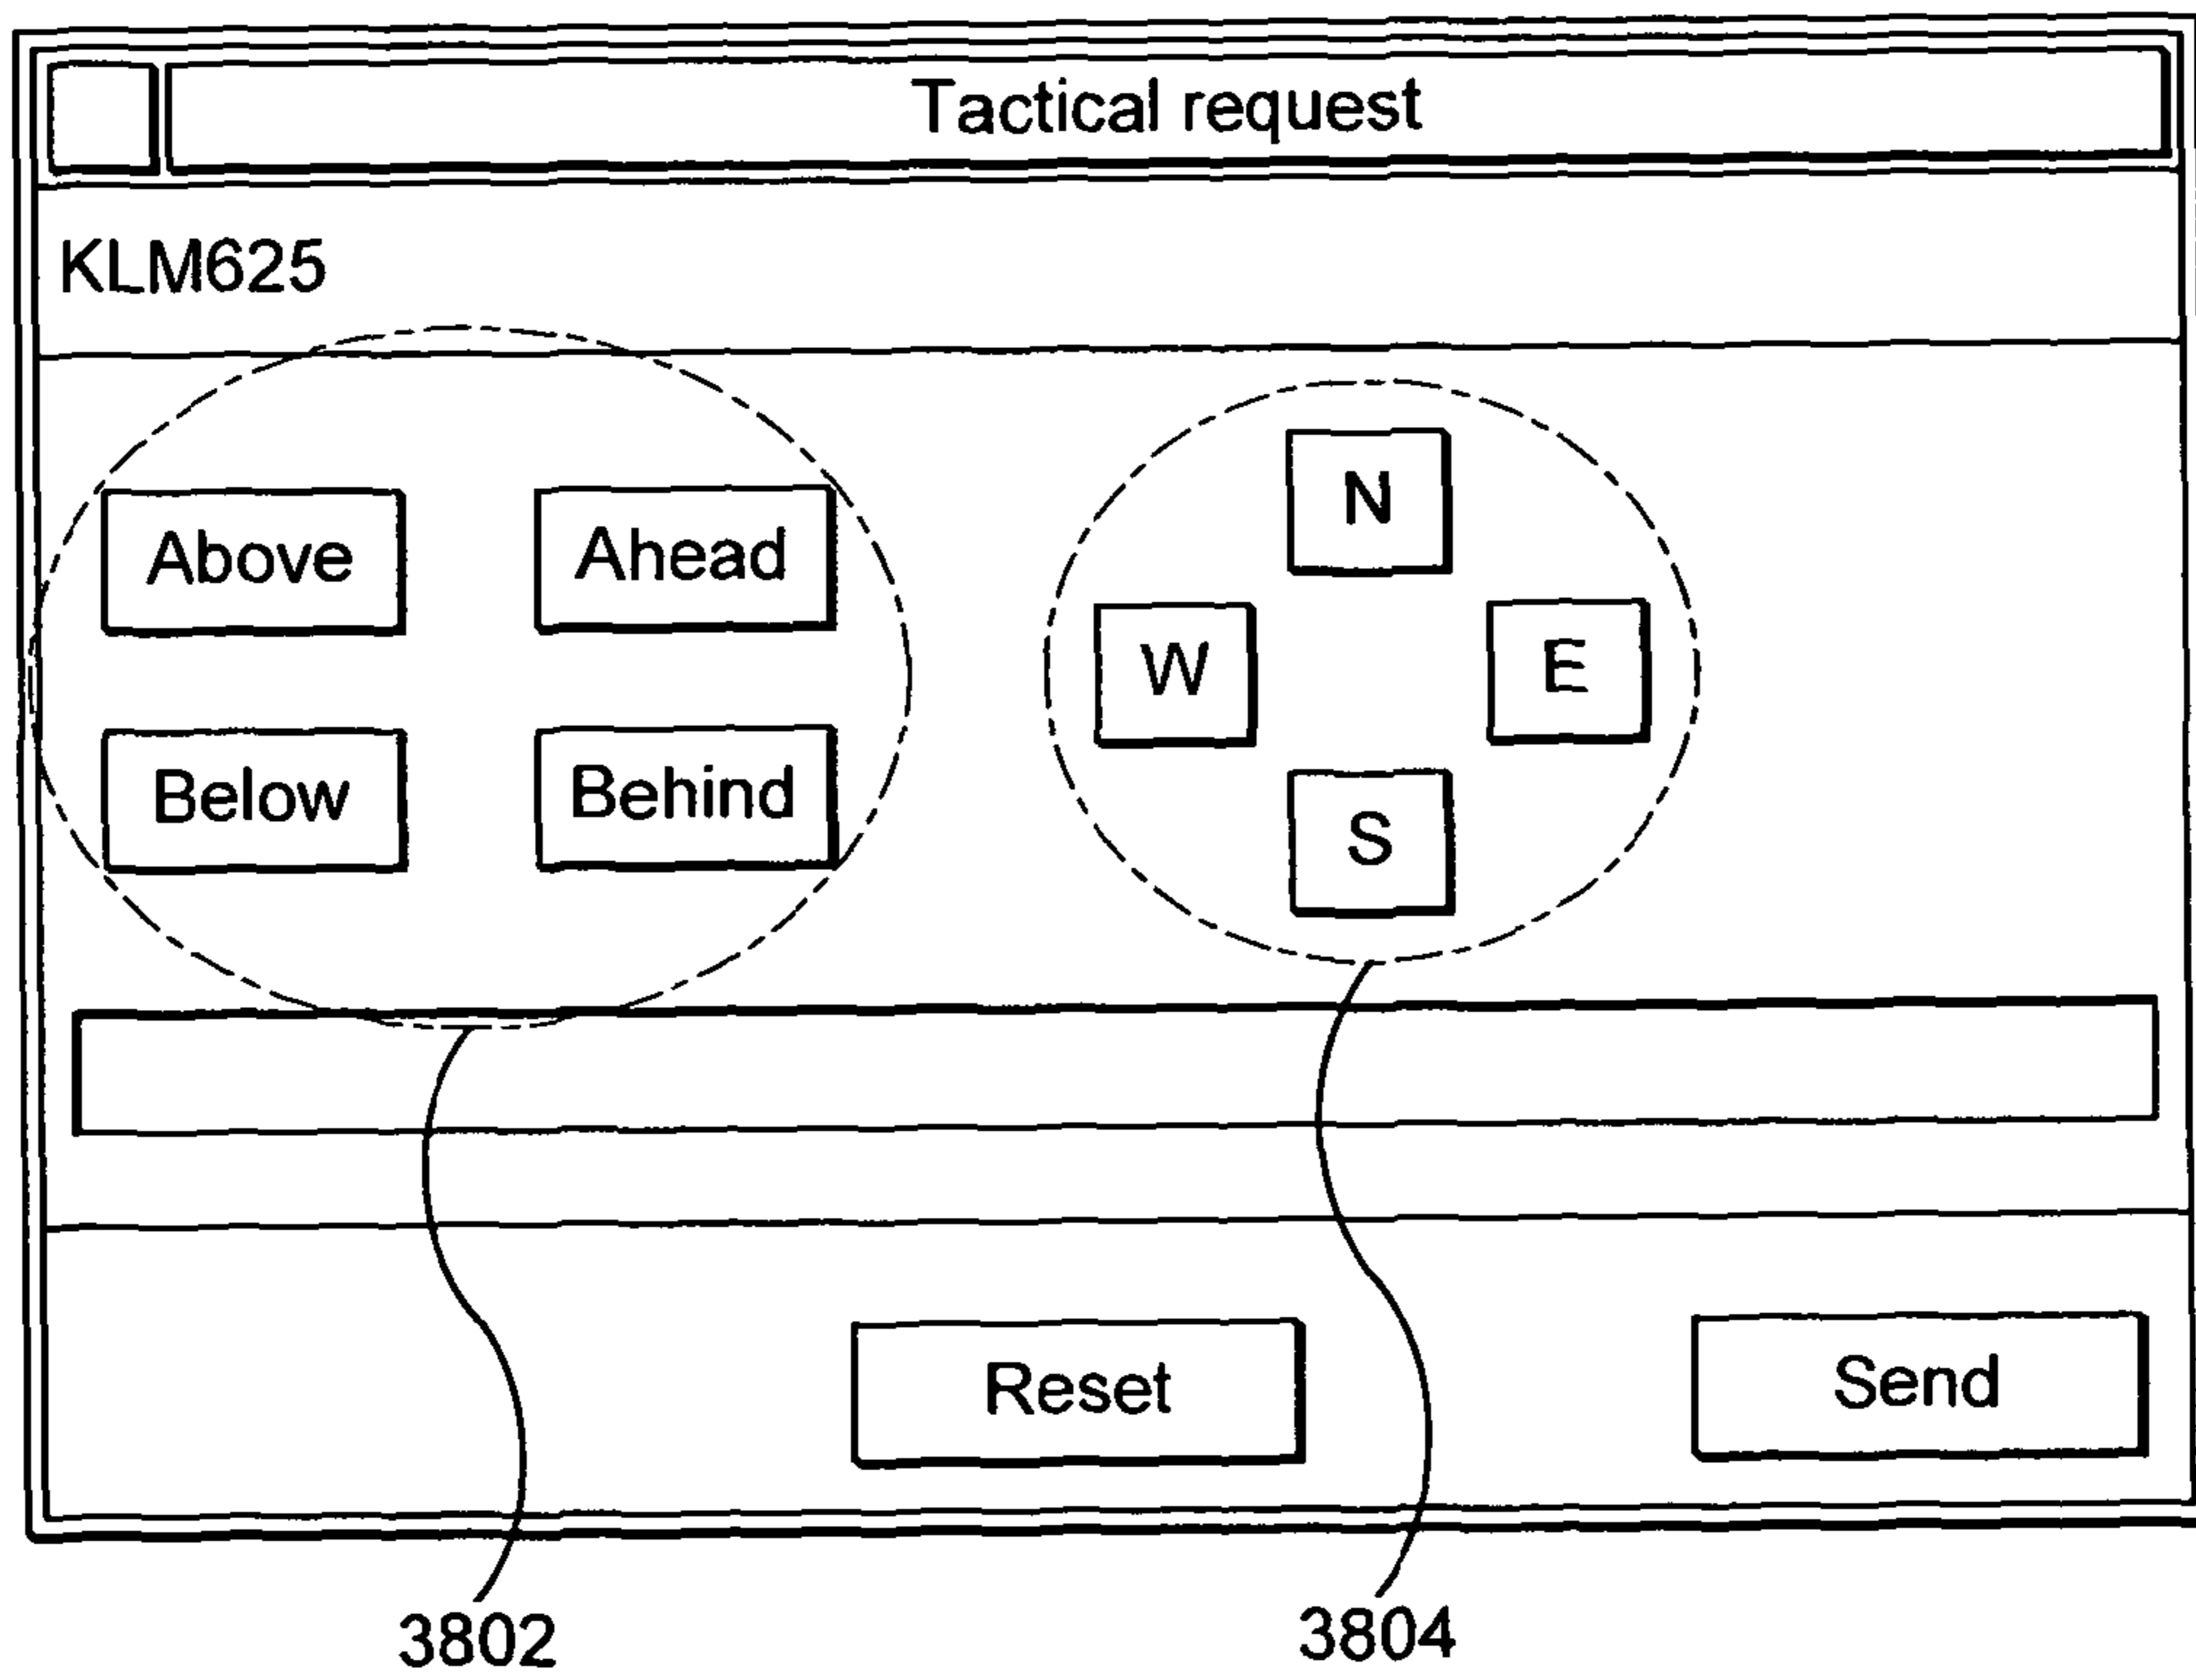 Tactical request
KLM625
Above Ahead
Below Behind
N
W E
S
Reset Send
3802 3804